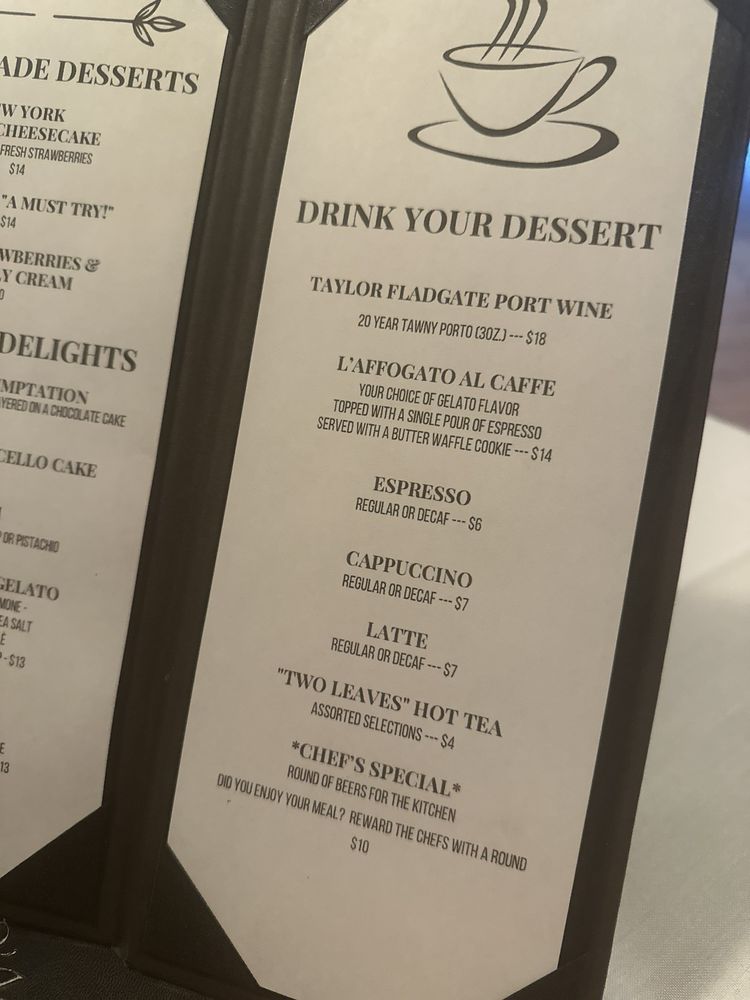 ADE DESSERTS
W YORK
CHEESECAKE
FRESH STRAWBERRIES
$14
"A MUST TRY!"
$14
WBERRIES &
Y CREAM
DELIGHTS
MPTATION
YERED ON A CHOCOLATE CAKE
CELLO CAKE
OR PISTACHIO
GELATO
MONE -
EA SALT
- $13
13
DRINK YOUR DESSERT
TAYLOR FLADGATE PORT WINE
20 YEAR TAWNY PORTO (3OZ.) --- $18
L'AFFOGATO AL CAFFE
YOUR CHOICE OF GELATO FLAVOR
TOPPED WITH A SINGLE POUR OF ESPRESSO
SERVED WITH A BUTTER WAFFLE COOKIE --- $14
ESPRESSO
REGULAR OR DECAF --- $6
CAPPUCCINO
REGULAR OR DECAF --- $7
LATTE
REGULAR OR DECAF --- $7
"TWO LEAVES" HOT TEA
ASSORTED SELECTIONS --- $4
*CHEF'S SPECIAL*
ROUND OF BEERS FOR THE KITCHEN
DID YOU ENJOY YOUR MEAL? REWARD THE CHEFS WITH A ROUND
$10